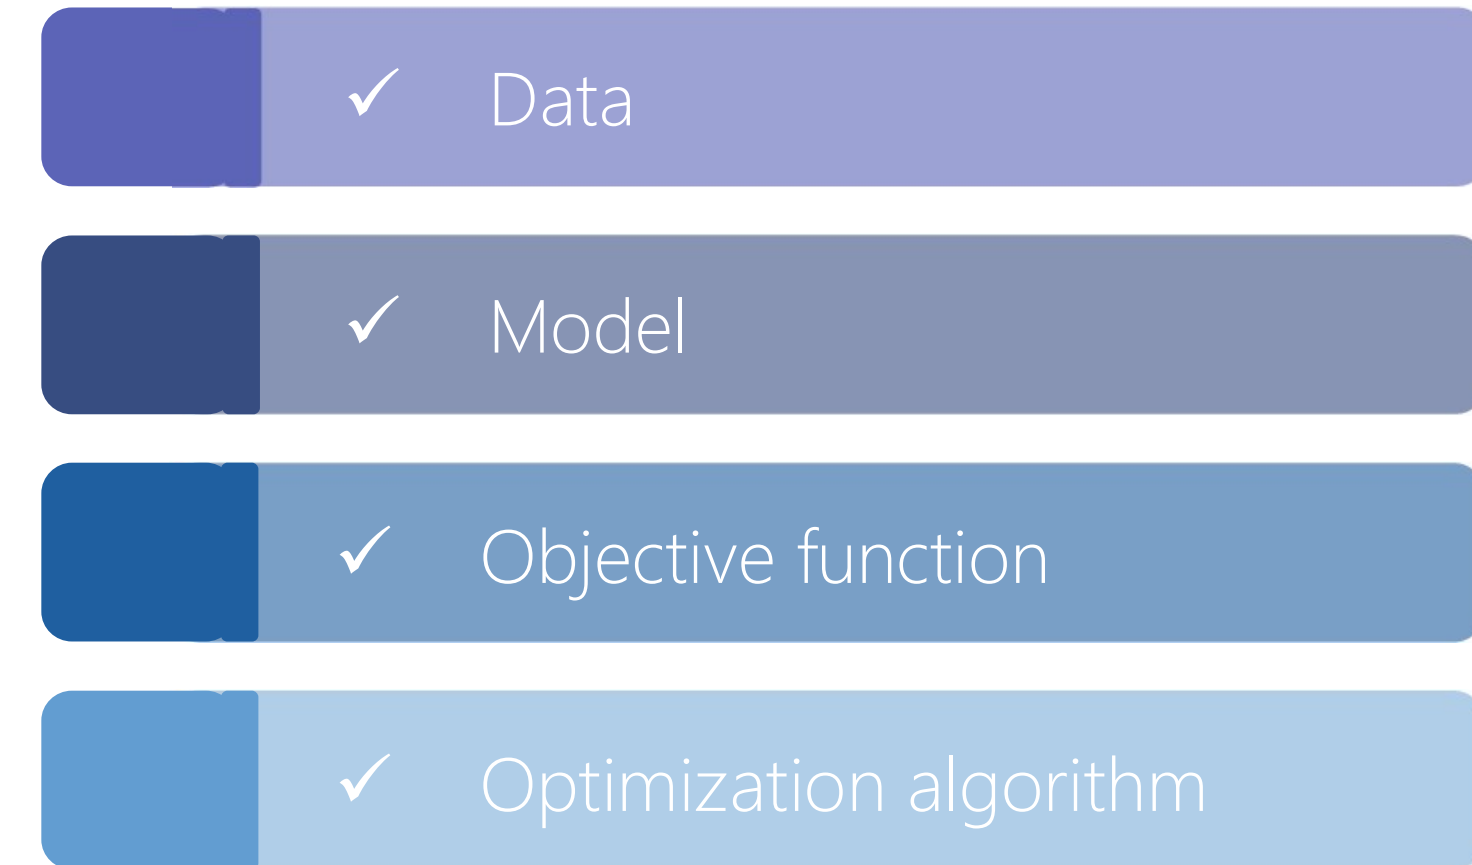 ✓ Data
✓ Model
✓ Objective function
✓ Optimization algorithm